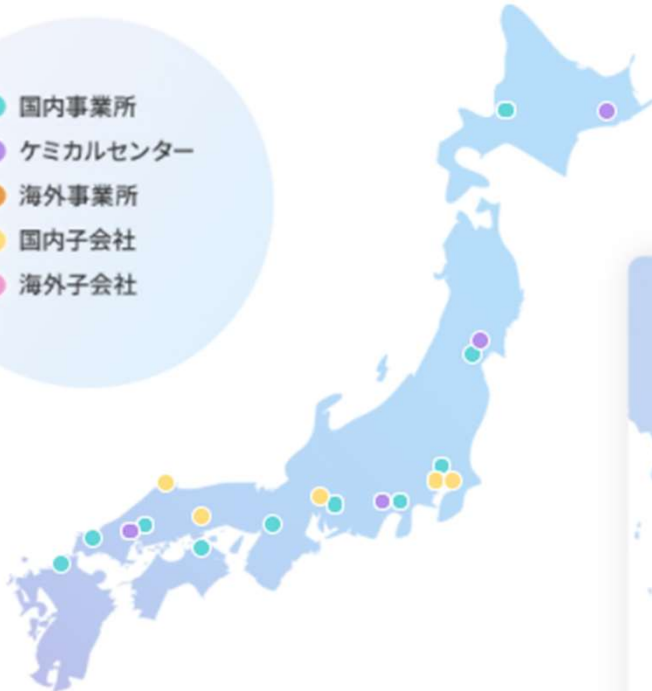 国内事業所
ケミカルセンター
海外事業所
国内子会社
海外子会社